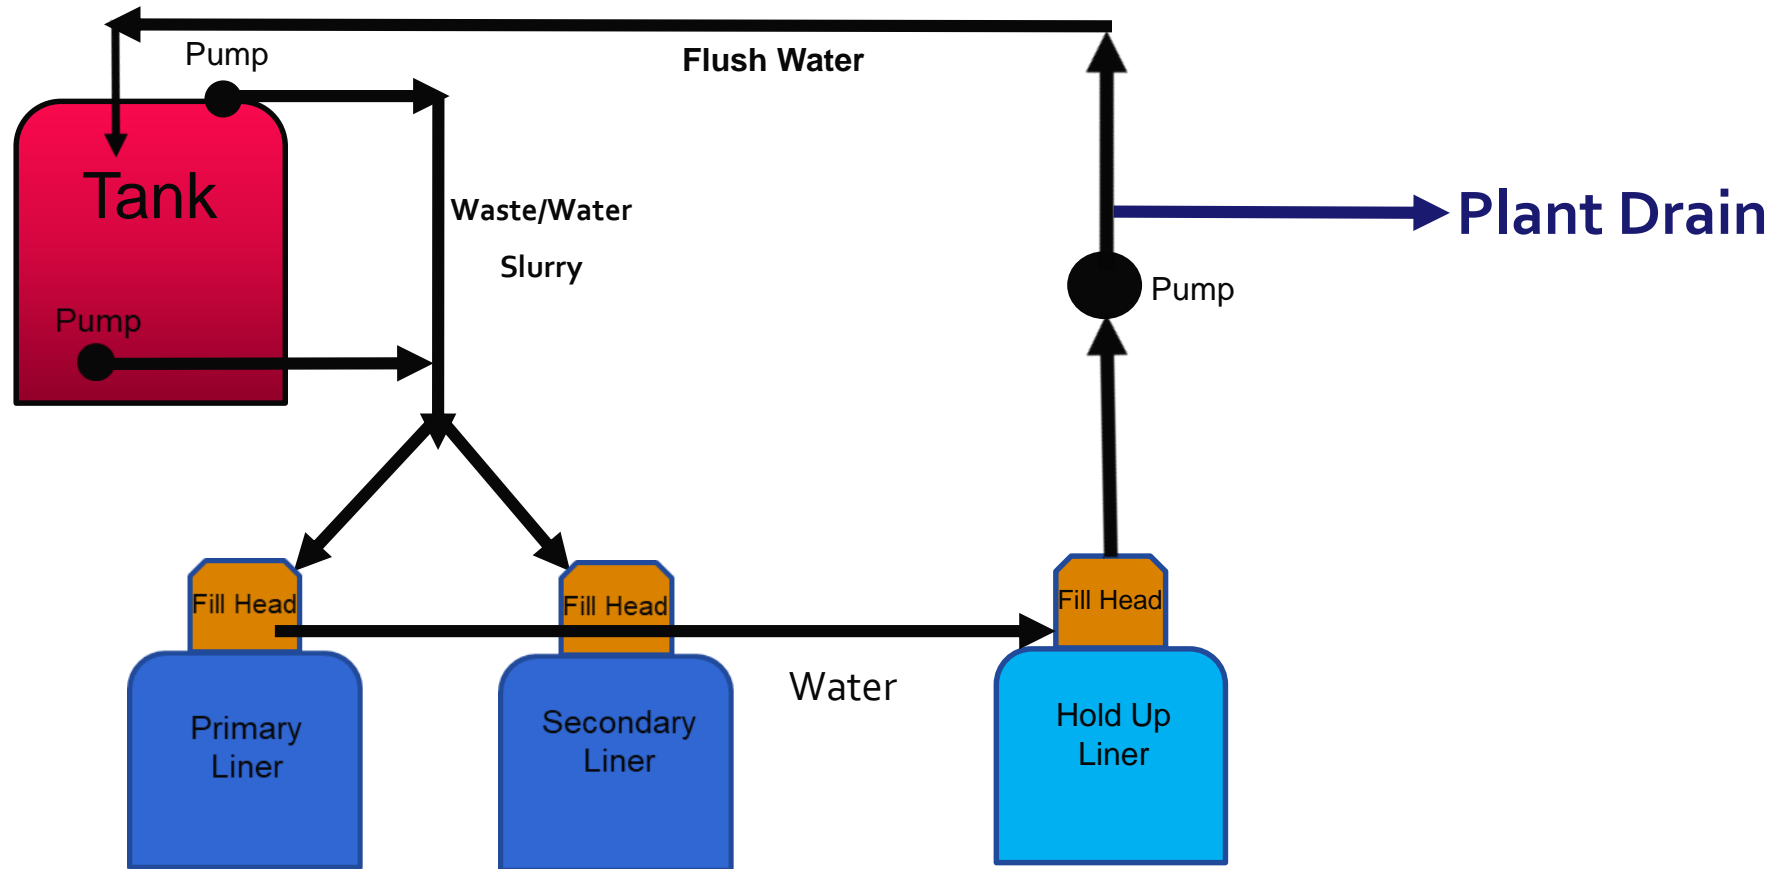 Pump
Flush Water
Tank
Waste/Water
Slurry
Plant Drain
Pump
Pump
Fill Head
Fill Head
Fill Head
Water
Primary
Liner
Secondary
Liner
Hold Up
Liner